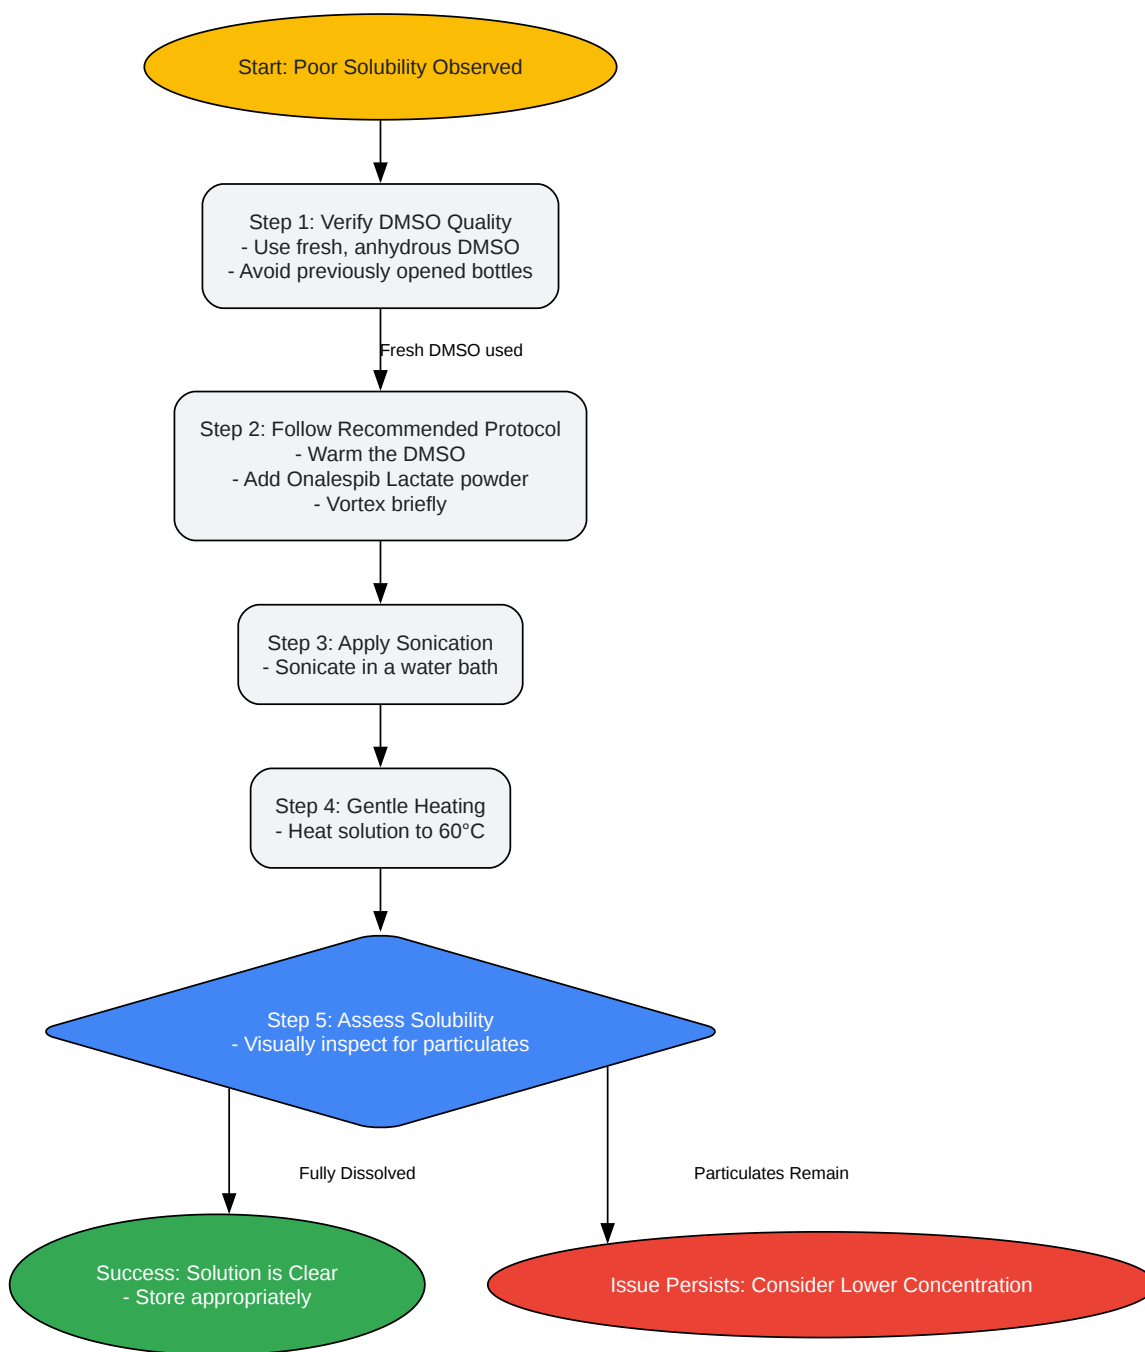 Start: Poor Solubility Observed
Step 1: Verify DMSO Quality
- Use fresh, anhydrous DMSO
- Avoid previously opened bottles
Fresh DMSO used
Step 2: Follow Recommended Protocol
- Warm the DMSO
- Add Onalespib Lactate powder
- Vortex briefly
Step 3: Apply Sonication
- Sonicate in a water bath
Step 4: Gentle Heating
- Heat solution to 60°C
Step 5: Assess Solubility
- Visually inspect for particulates
Fully Dissolved
Particulates Remain
Success: Solution is Clear
- Store appropriately
Issue Persists: Consider Lower Concentration